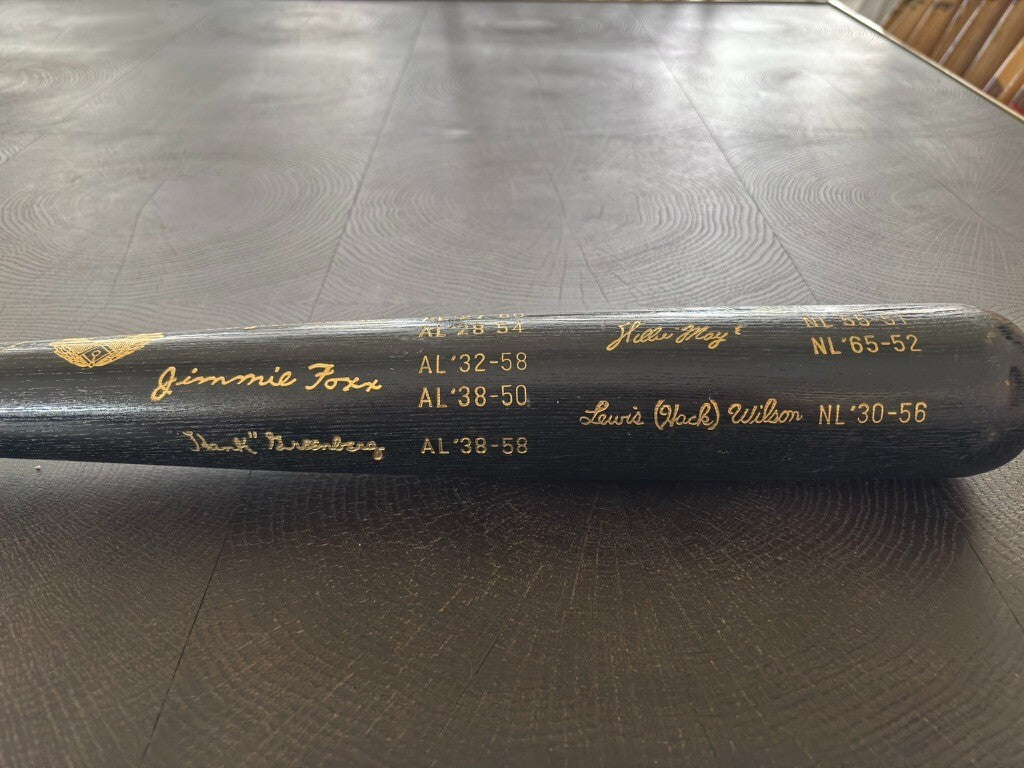 AL '28-54
Jimmie Foxx AL '32-58
AL '38-50
"Hank" Greenberg AL '38-58
Willie Mays
NL '65-52
Lewis (Hack) Wilson NL '30-56